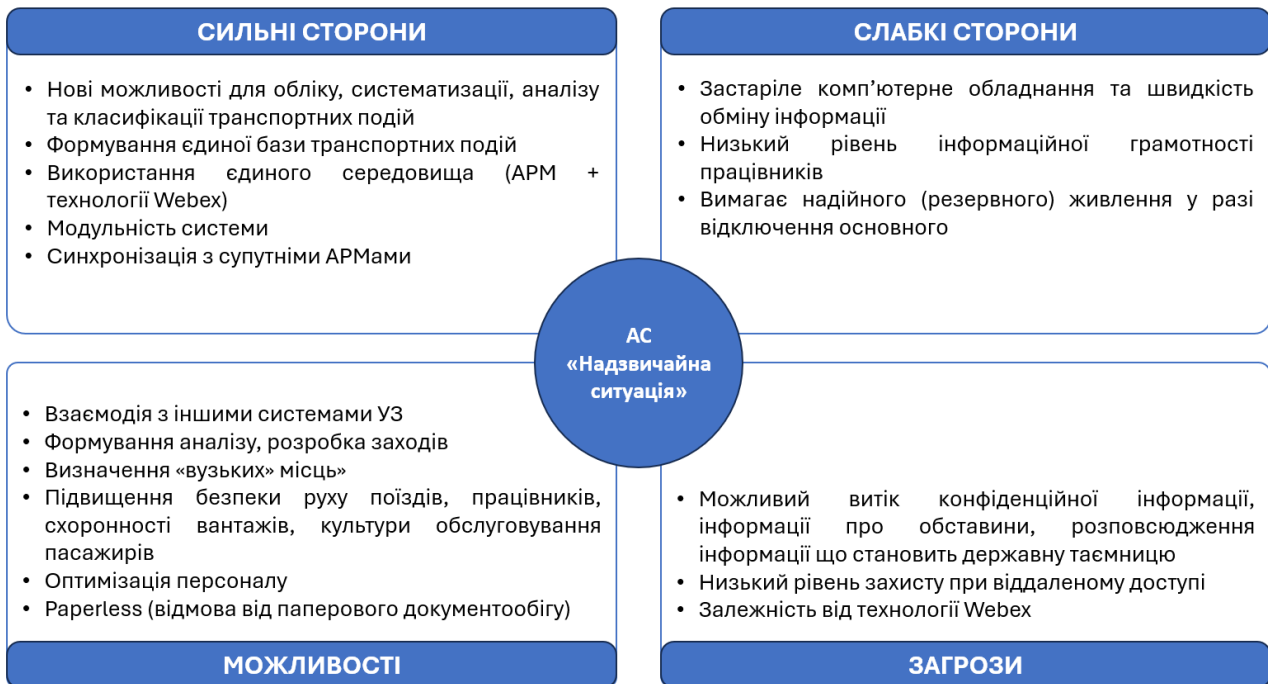 СИЛЬНІ СТОРОНИ
• Нові можливості для обліку, систематизації, аналізу
та класифікації транспортних подій
• Формування єдиної бази транспортних подій
• Використання єдиного середовища (АРМ +
технології Webex)
• Модульність системи
• Синхронізація з супутніми АРМами
СЛАБКІ СТОРОНИ
• Застаріле комп’ютерне обладнання та швидкість
обміну інформації
• Низький рівень інформаційної грамотності
працівників
• Вимагає надійного (резервного) живлення у разі
відключення основного
АС
«Надзвичайна
ситуація»
• Взаємодія з іншими системами УЗ
• Формування аналізу, розробка заходів
• Визначення «вузьких» місць»
• Підвищення безпеки руху поїздів, працівників,
схоронності вантажів, культури обслуговування
пасажирів
• Оптимізація персоналу
• Paperless (відмова від паперового документообігу)
МОЖЛИВОСТІ
• Можливий витік конфіденційної інформації,
інформації про обставини, розповсюдження
інформації що становить державну таємницю
• Низький рівень захисту при віддаленому доступі
• Залежність від технології Webex
ЗАГРОЗИ